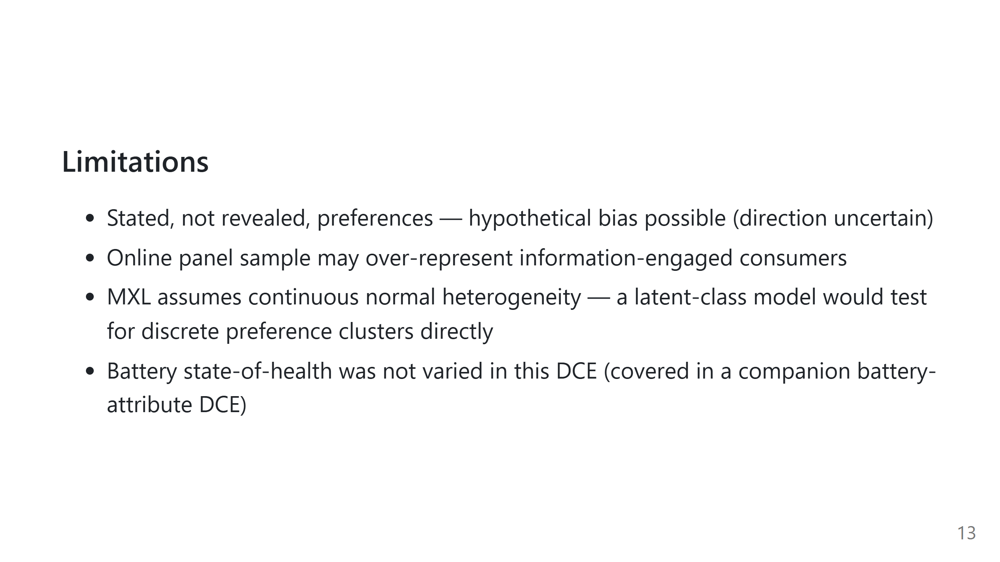 Limitations
• Stated, not revealed, preferences — hypothetical bias possible (direction uncertain)
• Online panel sample may over-represent information-engaged consumers
• MXL assumes continuous normal heterogeneity — a latent-class model would test
for discrete preference clusters directly
• Battery state-of-health was not varied in this DCE (covered in a companion battery-
attribute DCE)
13